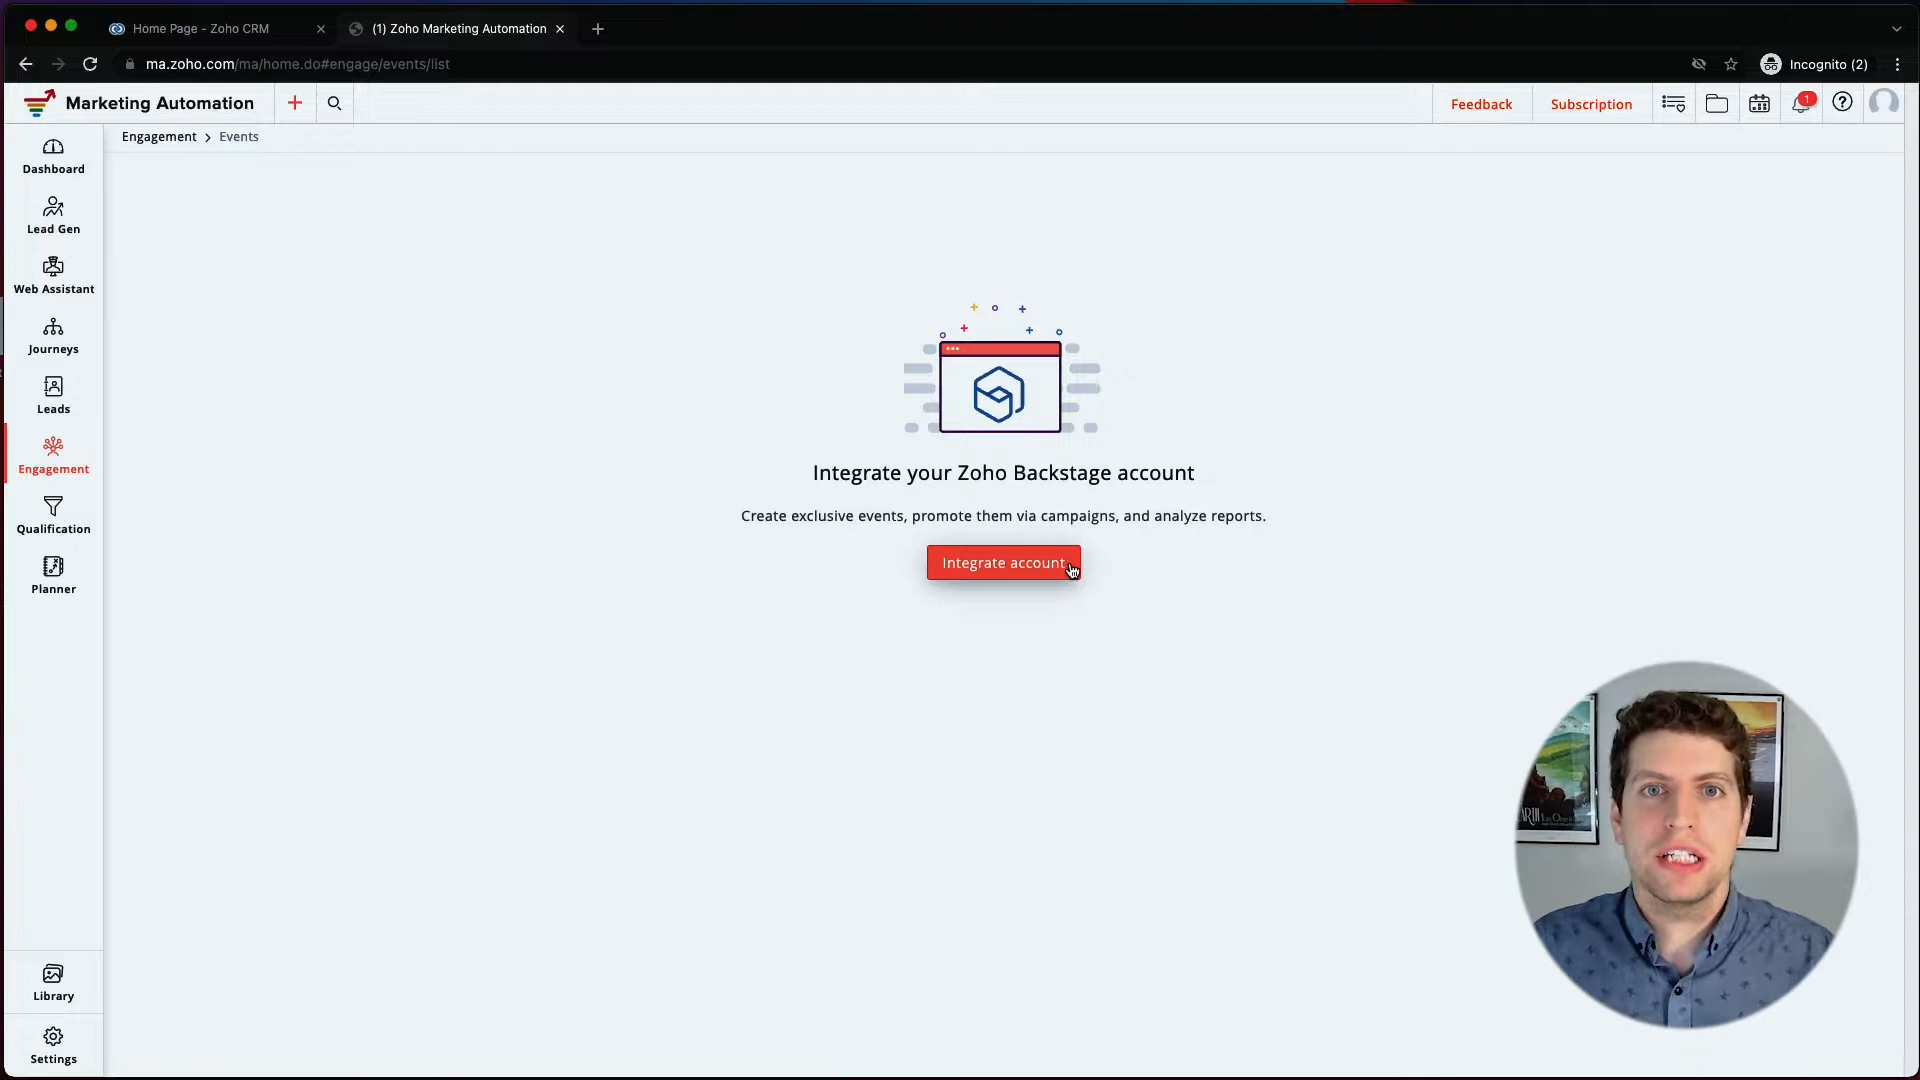 Home Page - Zoho CRM
(1) Zoho Marketing Automation
ma.zoho.com/ma/home.do#engage/events/list
Incognito (2)
Marketing Automation
Feedback
Subscription
1
Engagement > Events
Dashboard
Lead Gen
Web Assistant
Journeys
Leads
Engagement
Qualification
Planner
Integrate your Zoho Backstage account
Create exclusive events, promote them via campaigns, and analyze reports.
Integrate account
Library
Settings